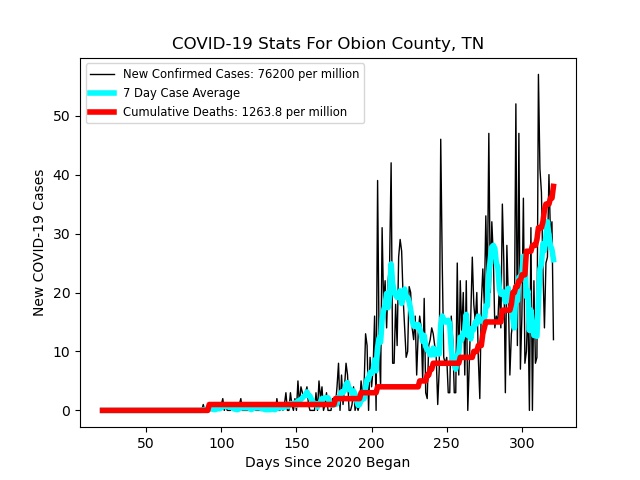 COVID-19 Stats For Obion County, TN
New Confirmed Cases: 76200 per million
7 Day Case Average
Cumulative Deaths: 1263.8 per million
New COVID-19 Cases
50
40
30
20
10
0
50 100 150 200 250 300
Days Since 2020 Began